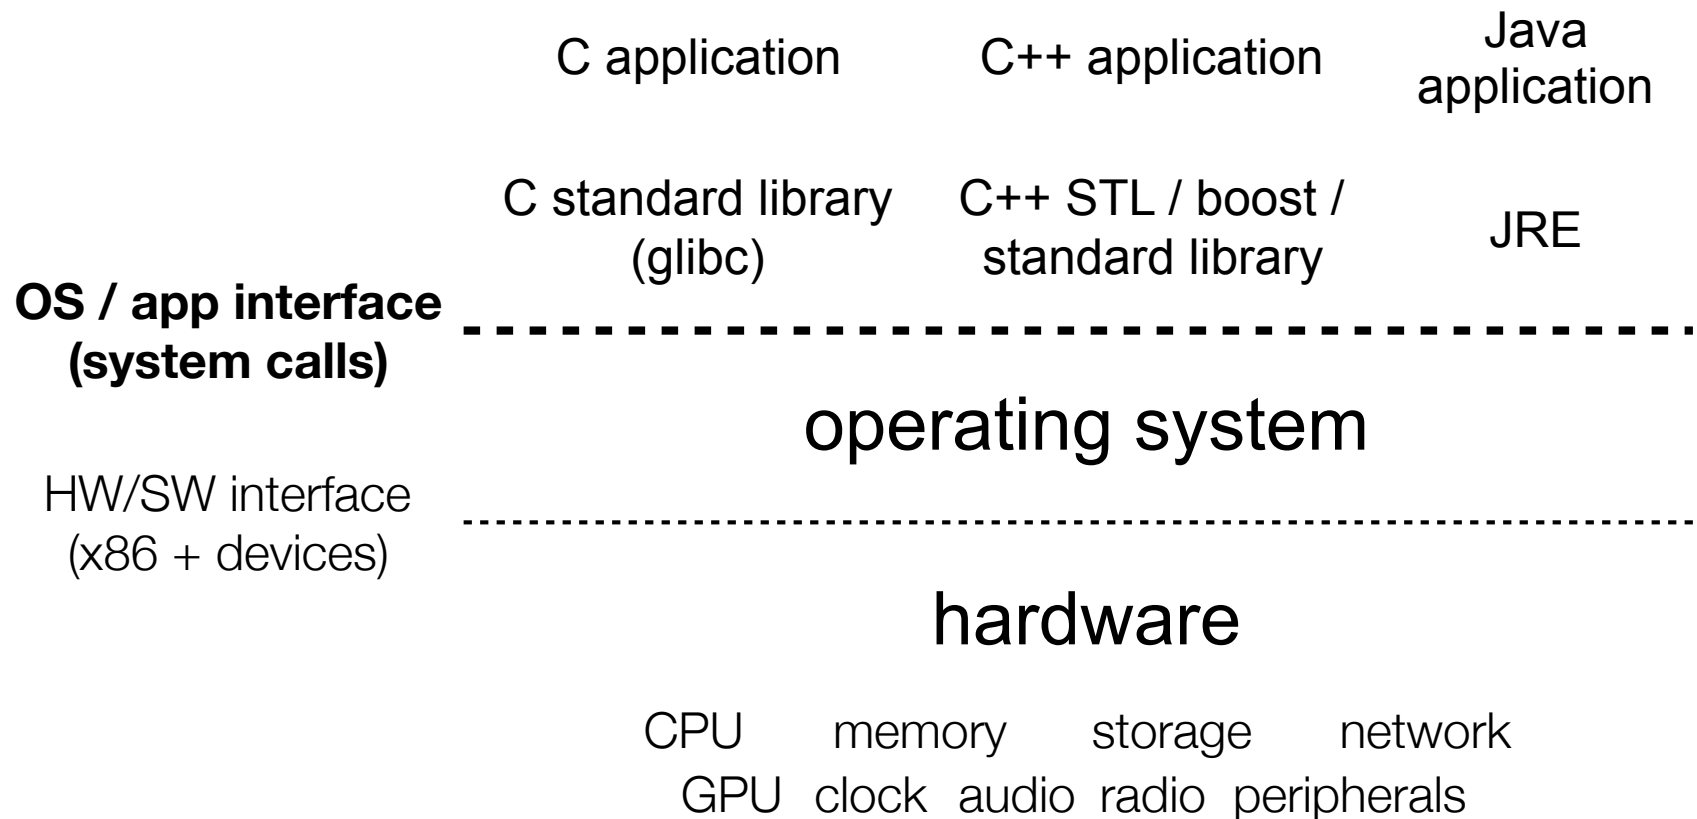 C application
C++ application
Java
application
C standard library
(glibc)
C++ STL / boost /
standard library
JRE
OS / app interface
(system calls)
operating system
HW/SW interface
(x86 + devices)
hardware
CPU memory storage network
GPU clock audio radio peripherals